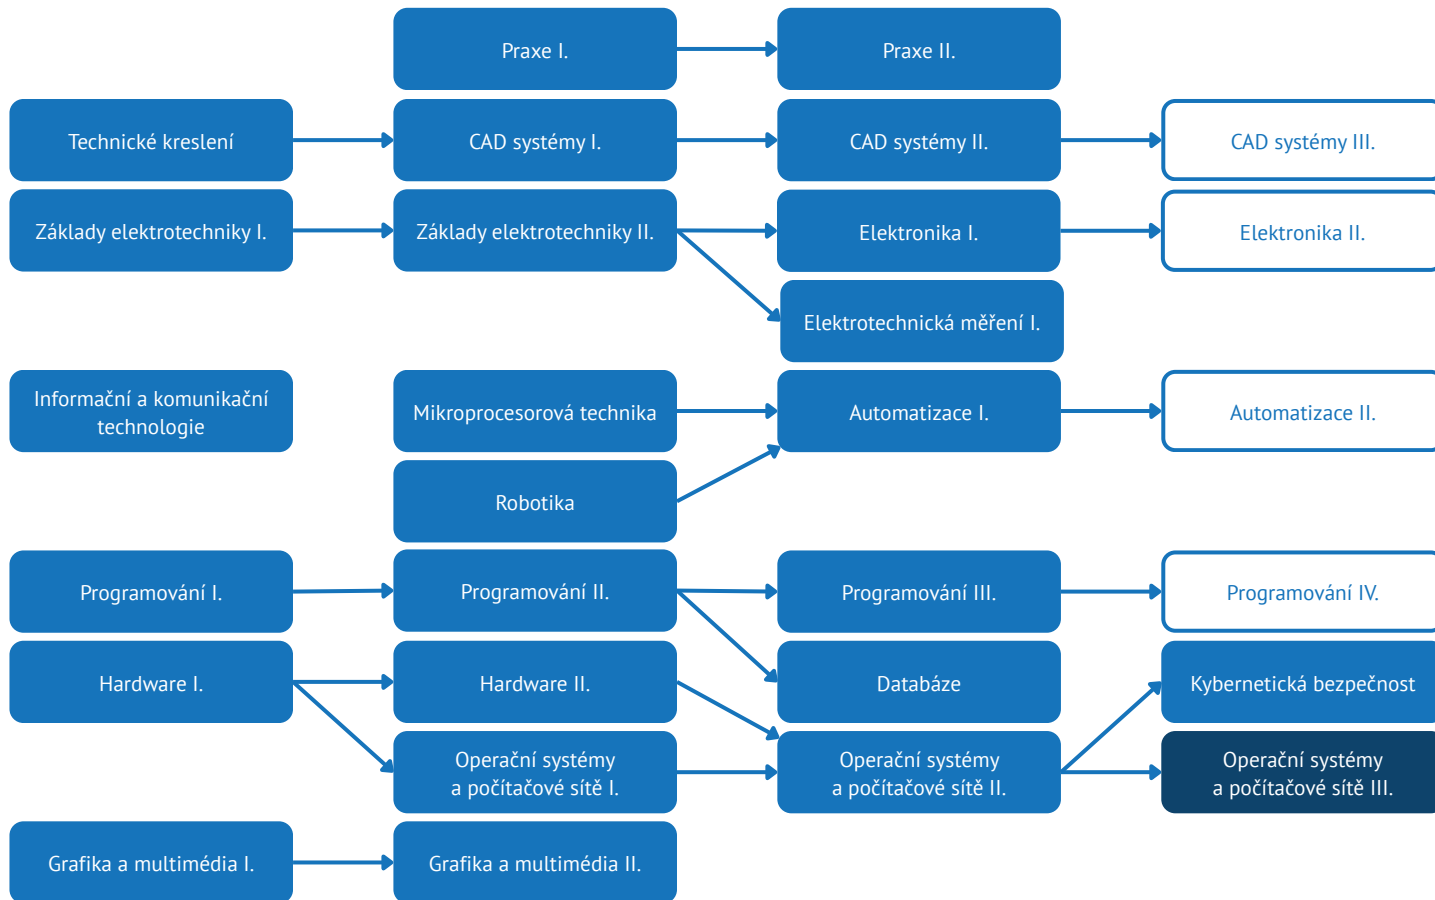 Praxe I.
Praxe II.
Technické kreslení
CAD systémy I.
CAD systémy II.
CAD systémy III.
Základy elektrotechniky I.
Základy elektrotechniky II.
Elektronika I.
Elektronika II.
Elektrotechnická měření I.
Informační a komunikační
technologie
Mikroprocesorová technika
Automatizace I.
Automatizace II.
Robotika
Programování I.
Programování II.
Programování III.
Programování IV.
Hardware I.
Hardware II.
Databáze
Kybernetická bezpečnost
Operační systémy
a počítačové sítě I.
Operační systémy
a počítačové sítě II.
Operační systémy
a počítačové sítě III.
Grafika a multimédia I.
Grafika a multimédia II.